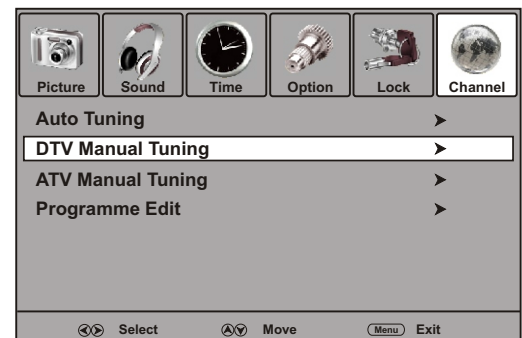 Picture Sound Time Option Lock Channel
Auto Tuning
DTV Manual Tuning
ATV Manual Tuning
Programme Edit
Select Move Menu Exit